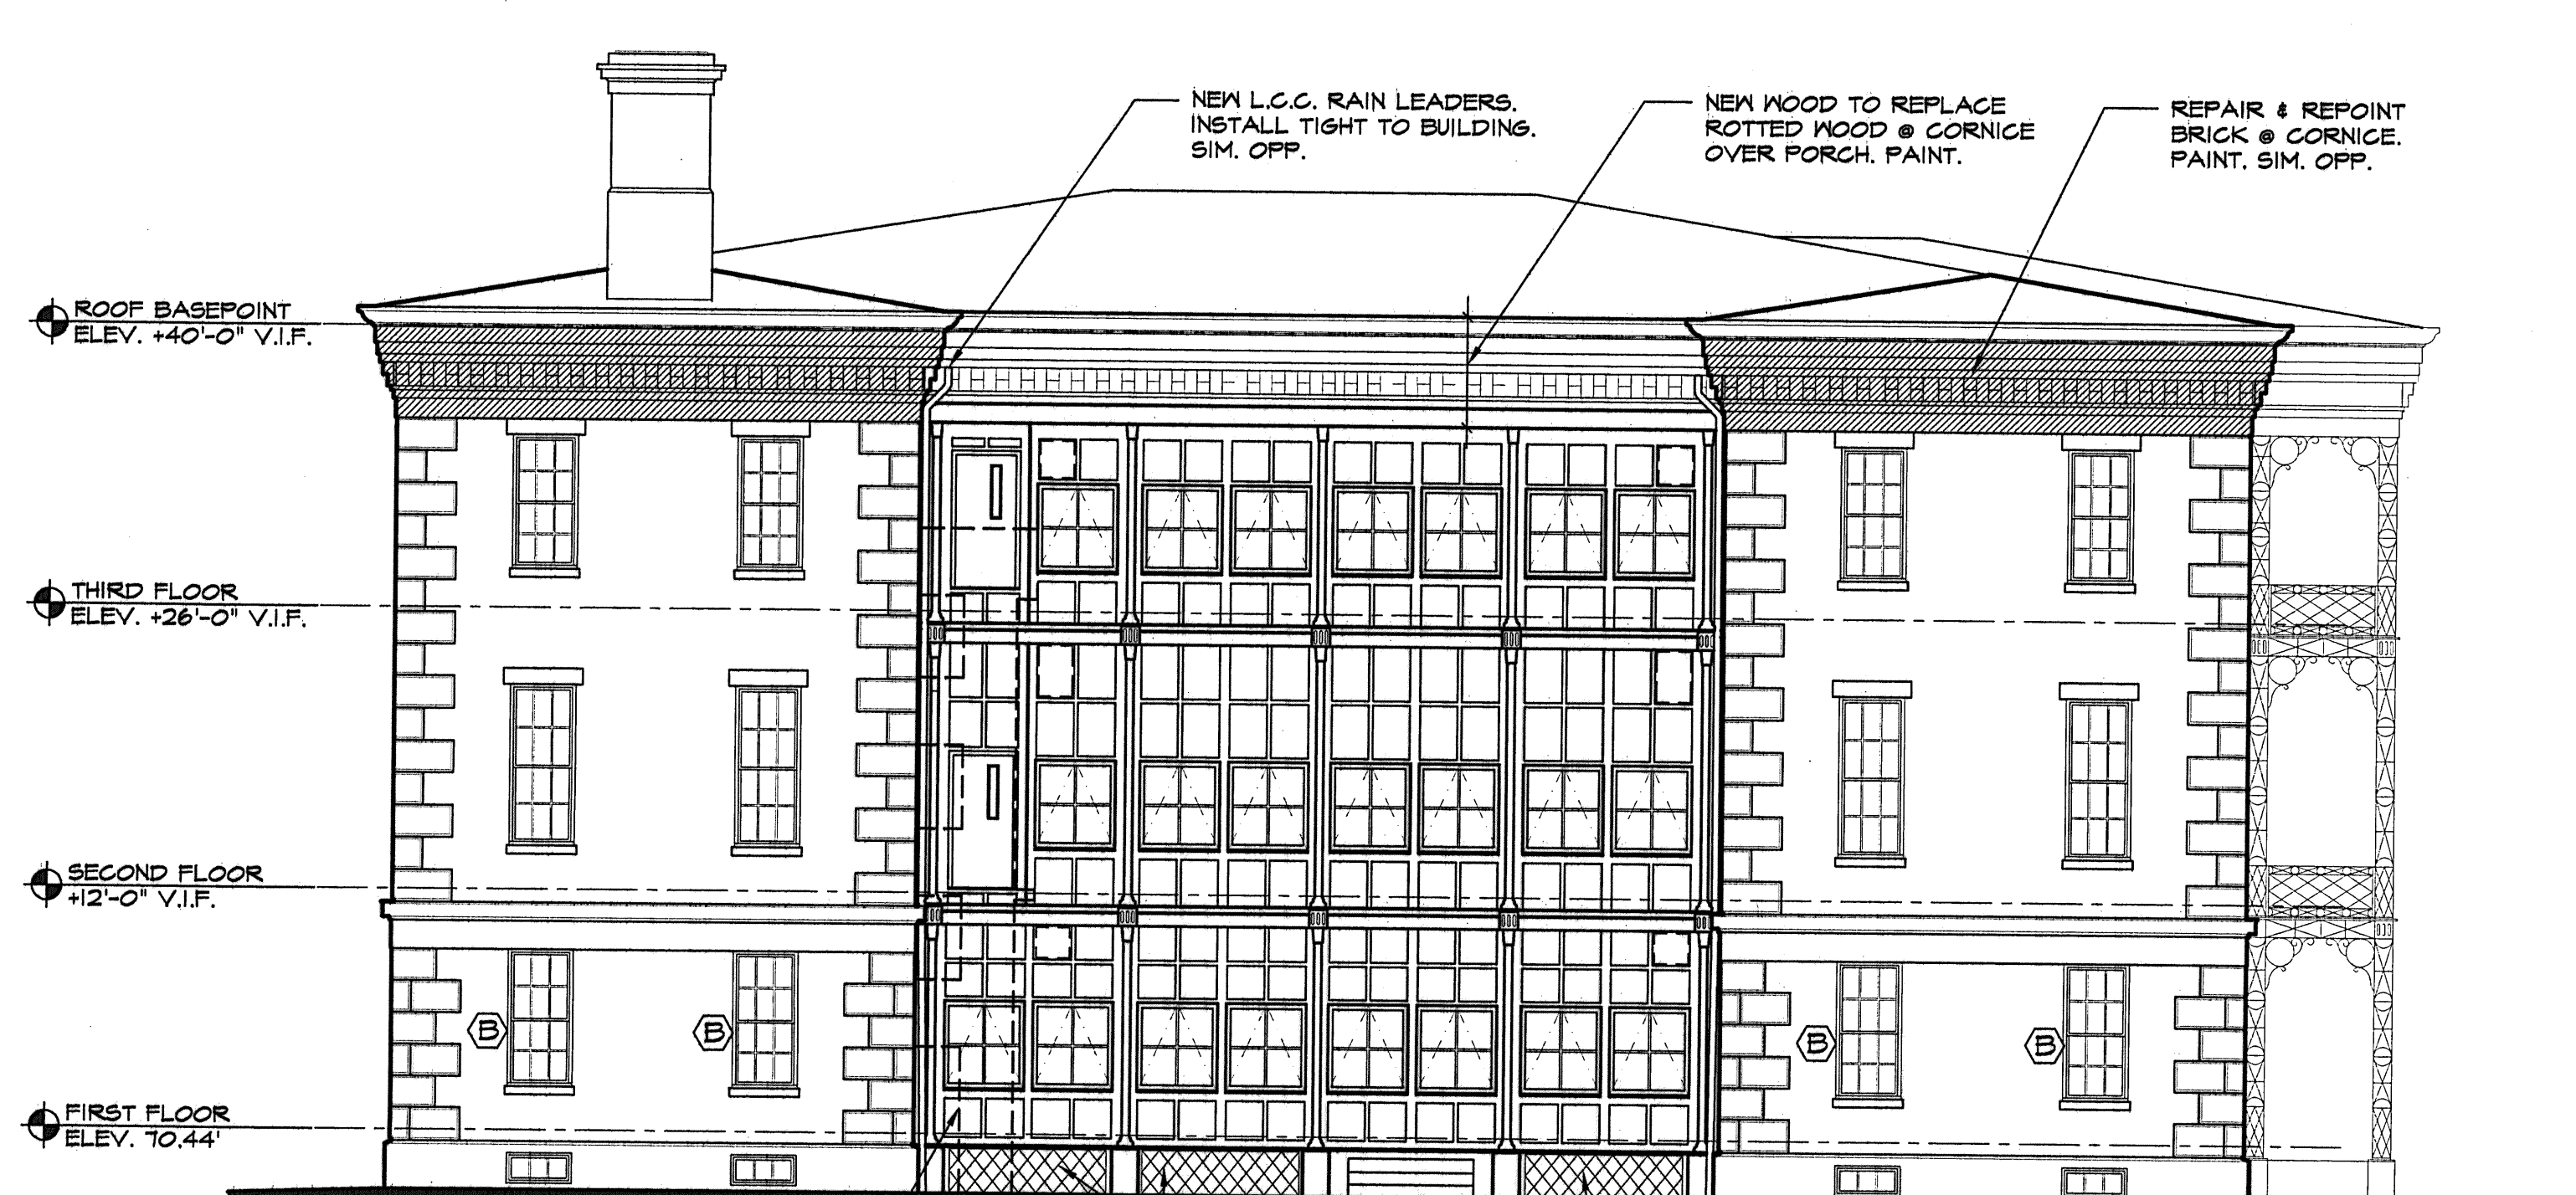 NEW L.C.C. RAIN LEADERS.
INSTALL TIGHT TO BUILDING.
SIM. OPP.
NEW WOOD TO REPLACE
ROTTED WOOD @ CORNICE
OVER PORCH. PAINT.
REPAIR & REPOINT
BRICK @ CORNICE.
PAINT. SIM. OPP.
ROOF BASEPOINT
ELEV. +40'-0" V.I.F.
THIRD FLOOR
ELEV. +26'-0" V.I.F.
SECOND FLOOR
+12'-0" V.I.F.
B
B
B
B
FIRST FLOOR
ELEV. 70.44'